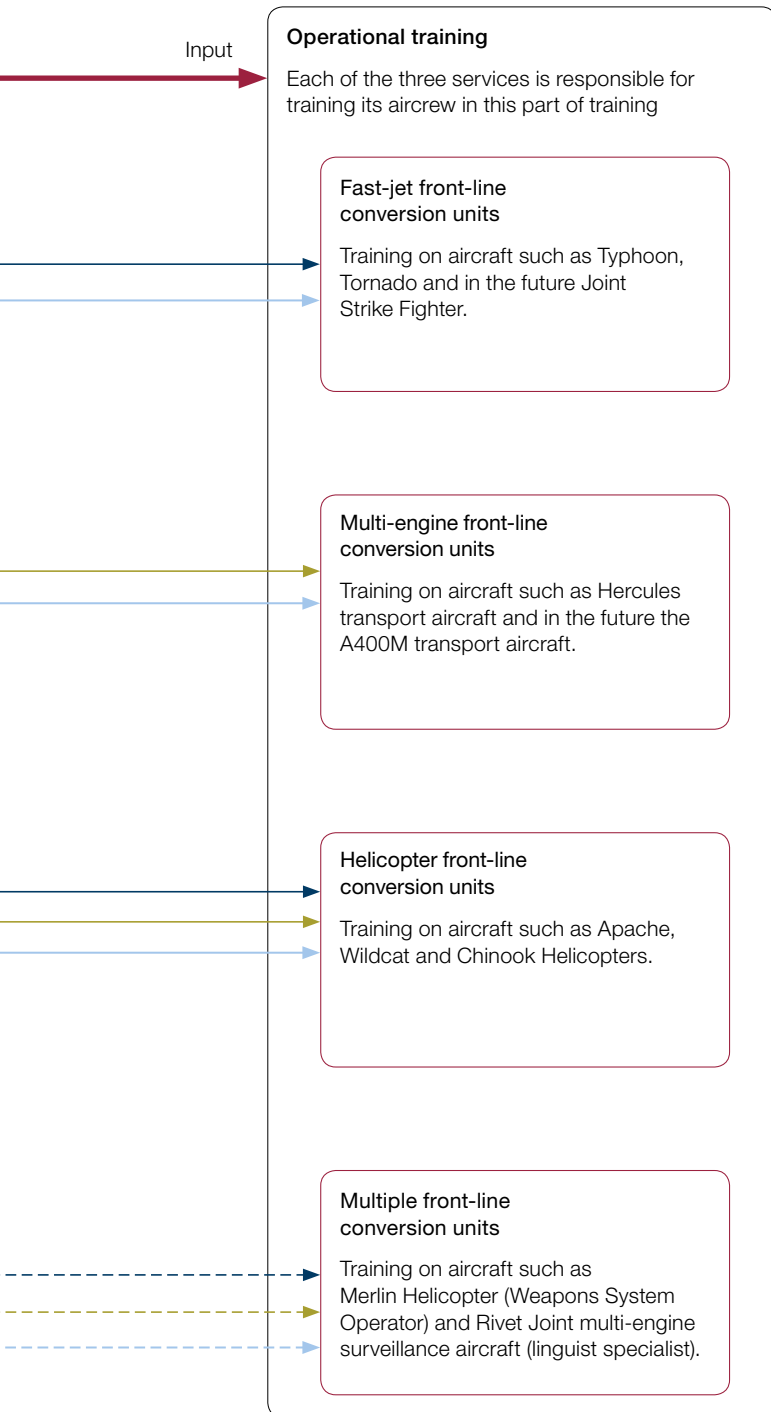 Input
Operational training
Each of the three services is responsible for
training its aircrew in this part of training
Fast-jet front-line
conversion units
Training on aircraft such as Typhoon,
Tornado and in the future Joint
Strike Fighter.
Multi-engine front-line
conversion units
Training on aircraft such as Hercules
transport aircraft and in the future the
A400M transport aircraft.
Helicopter front-line
conversion units
Training on aircraft such as Apache,
Wildcat and Chinook Helicopters.
Multiple front-line
conversion units
Training on aircraft such as
Merlin Helicopter (Weapons System
Operator) and Rivet Joint multi-engine
surveillance aircraft (linguist specialist).